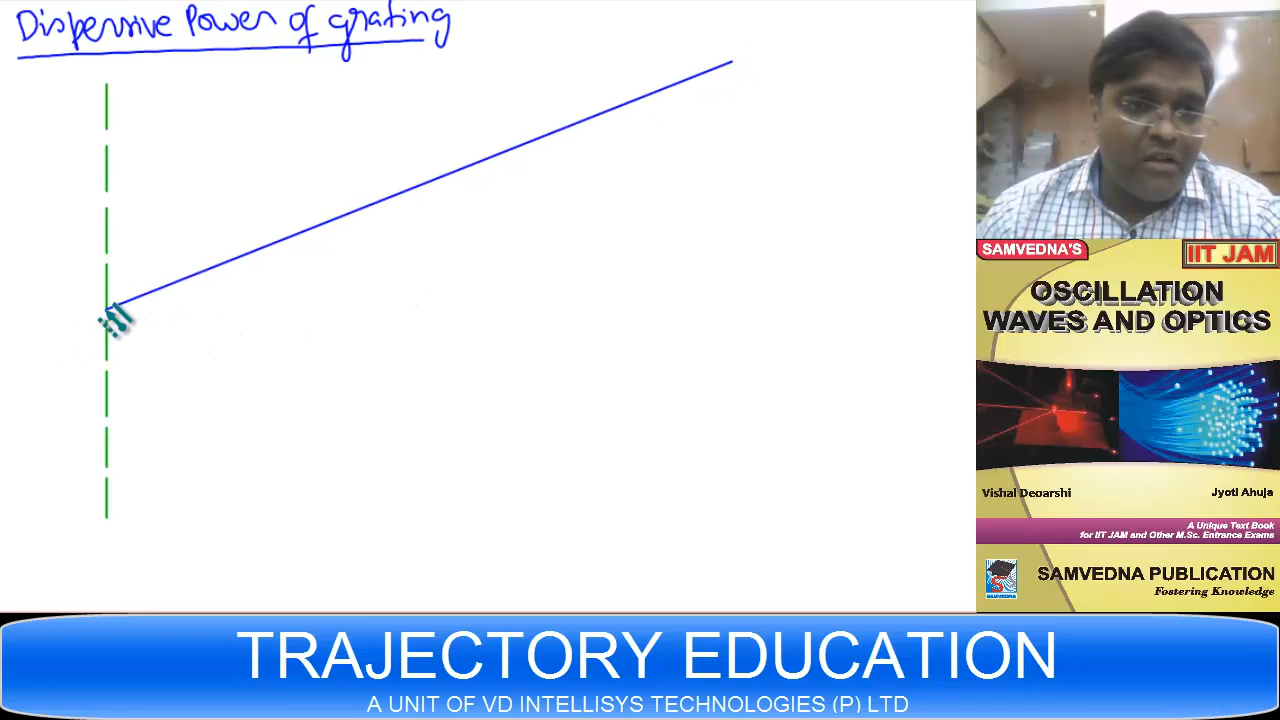 Dispersive Power of grating
SAMVEDNA'S
IIT JAM
OSCILLATION
WAVES AND OPTICS
Vishal Deoarshi
Jyoti Ahuja
A Unique Text Book
for IIT JAM and Other M.Sc. Entrance Exams
SAMVEDNA
SAMVEDNA PUBLICATION
Fostering Knowledge
TRAJECTORY EDUCATION
A UNIT OF VD INTELLISYS TECHNOLOGIES (P) LTD